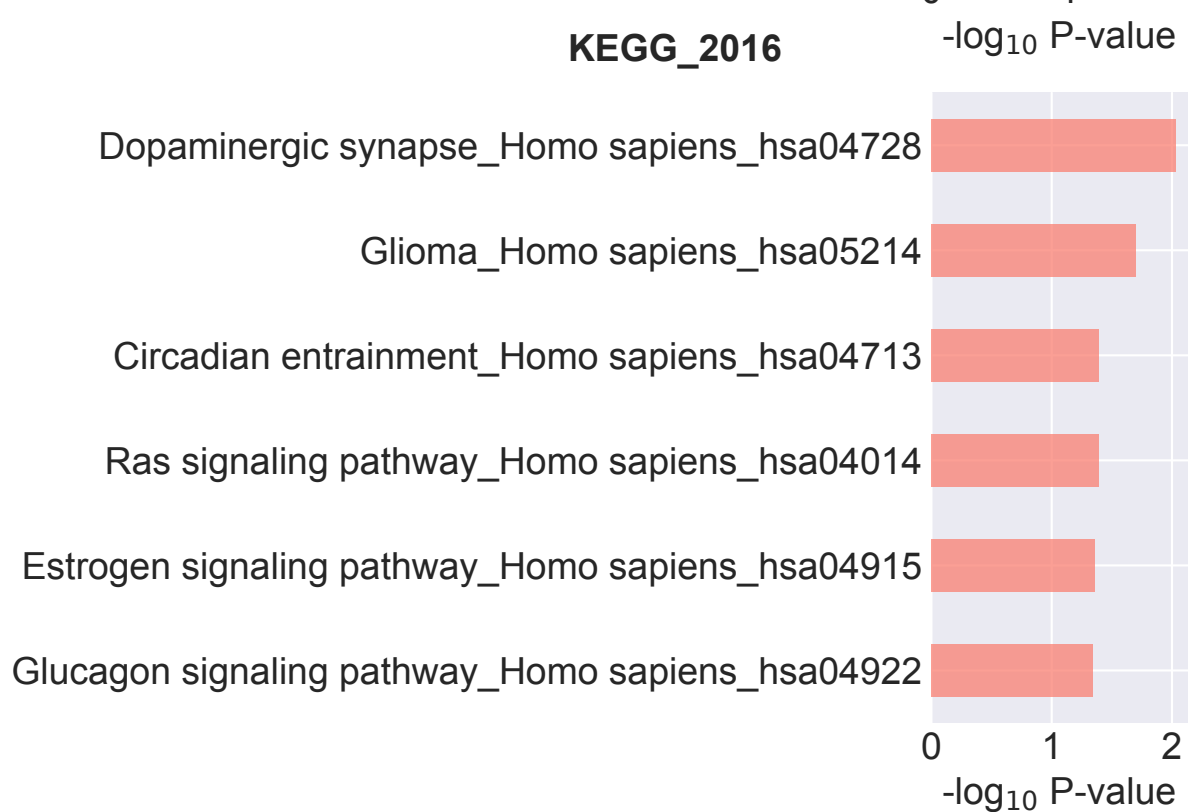 -log10 P-value
KEGG_2016
Dopaminergic synapse_Homo sapiens_hsa04728
Glioma_Homo sapiens_hsa05214
Circadian entrainment_Homo sapiens_hsa04713
Ras signaling pathway_Homo sapiens_hsa04014
Estrogen signaling pathway_Homo sapiens_hsa04915
Glucagon signaling pathway_Homo sapiens_hsa04922
0 1 2
-log10 P-value